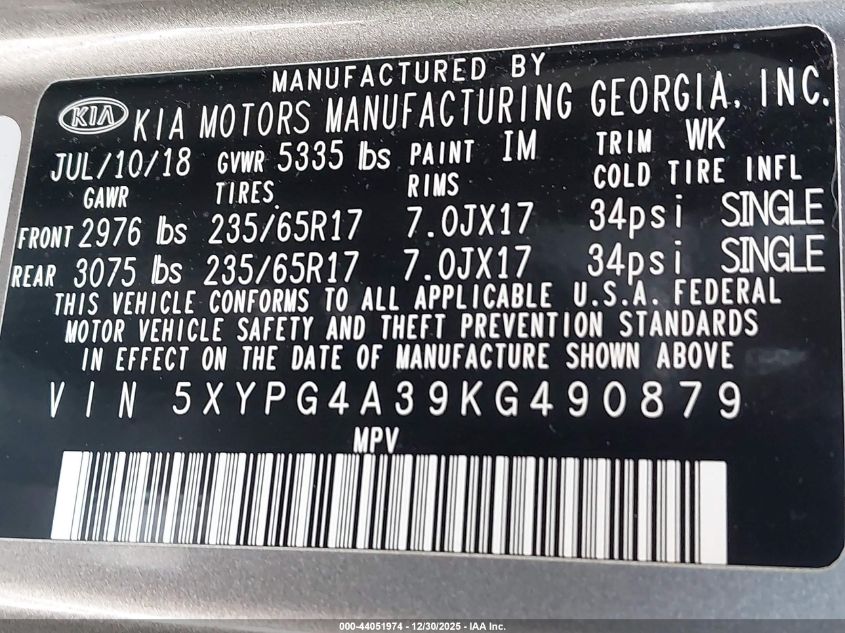 MANUFACTURED BY
KIA KIA MOTORS MANUFACTURING GEORGIA, INC.
JUL/10/18 GVWR 5335 lbs PAINT IM TRIM WK
GAWR TIRES RIMS COLD TIRE INFL
FRONT 2976 lbs 235/65R17 7.0JX17 34psi SINGLE
REAR 3075 lbs 235/65R17 7.0JX17 34psi SINGLE
THIS VEHICLE CONFORMS TO ALL APPLICABLE U.S.A. FEDERAL
MOTOR VEHICLE SAFETY AND THEFT PREVENTION STANDARDS
IN EFFECT ON THE DATE OF MANUFACTURE SHOWN ABOVE
VIN 5XYPG4A39KG490879
MPV
000-44051974 - 12/30/2025 - IAA Inc.